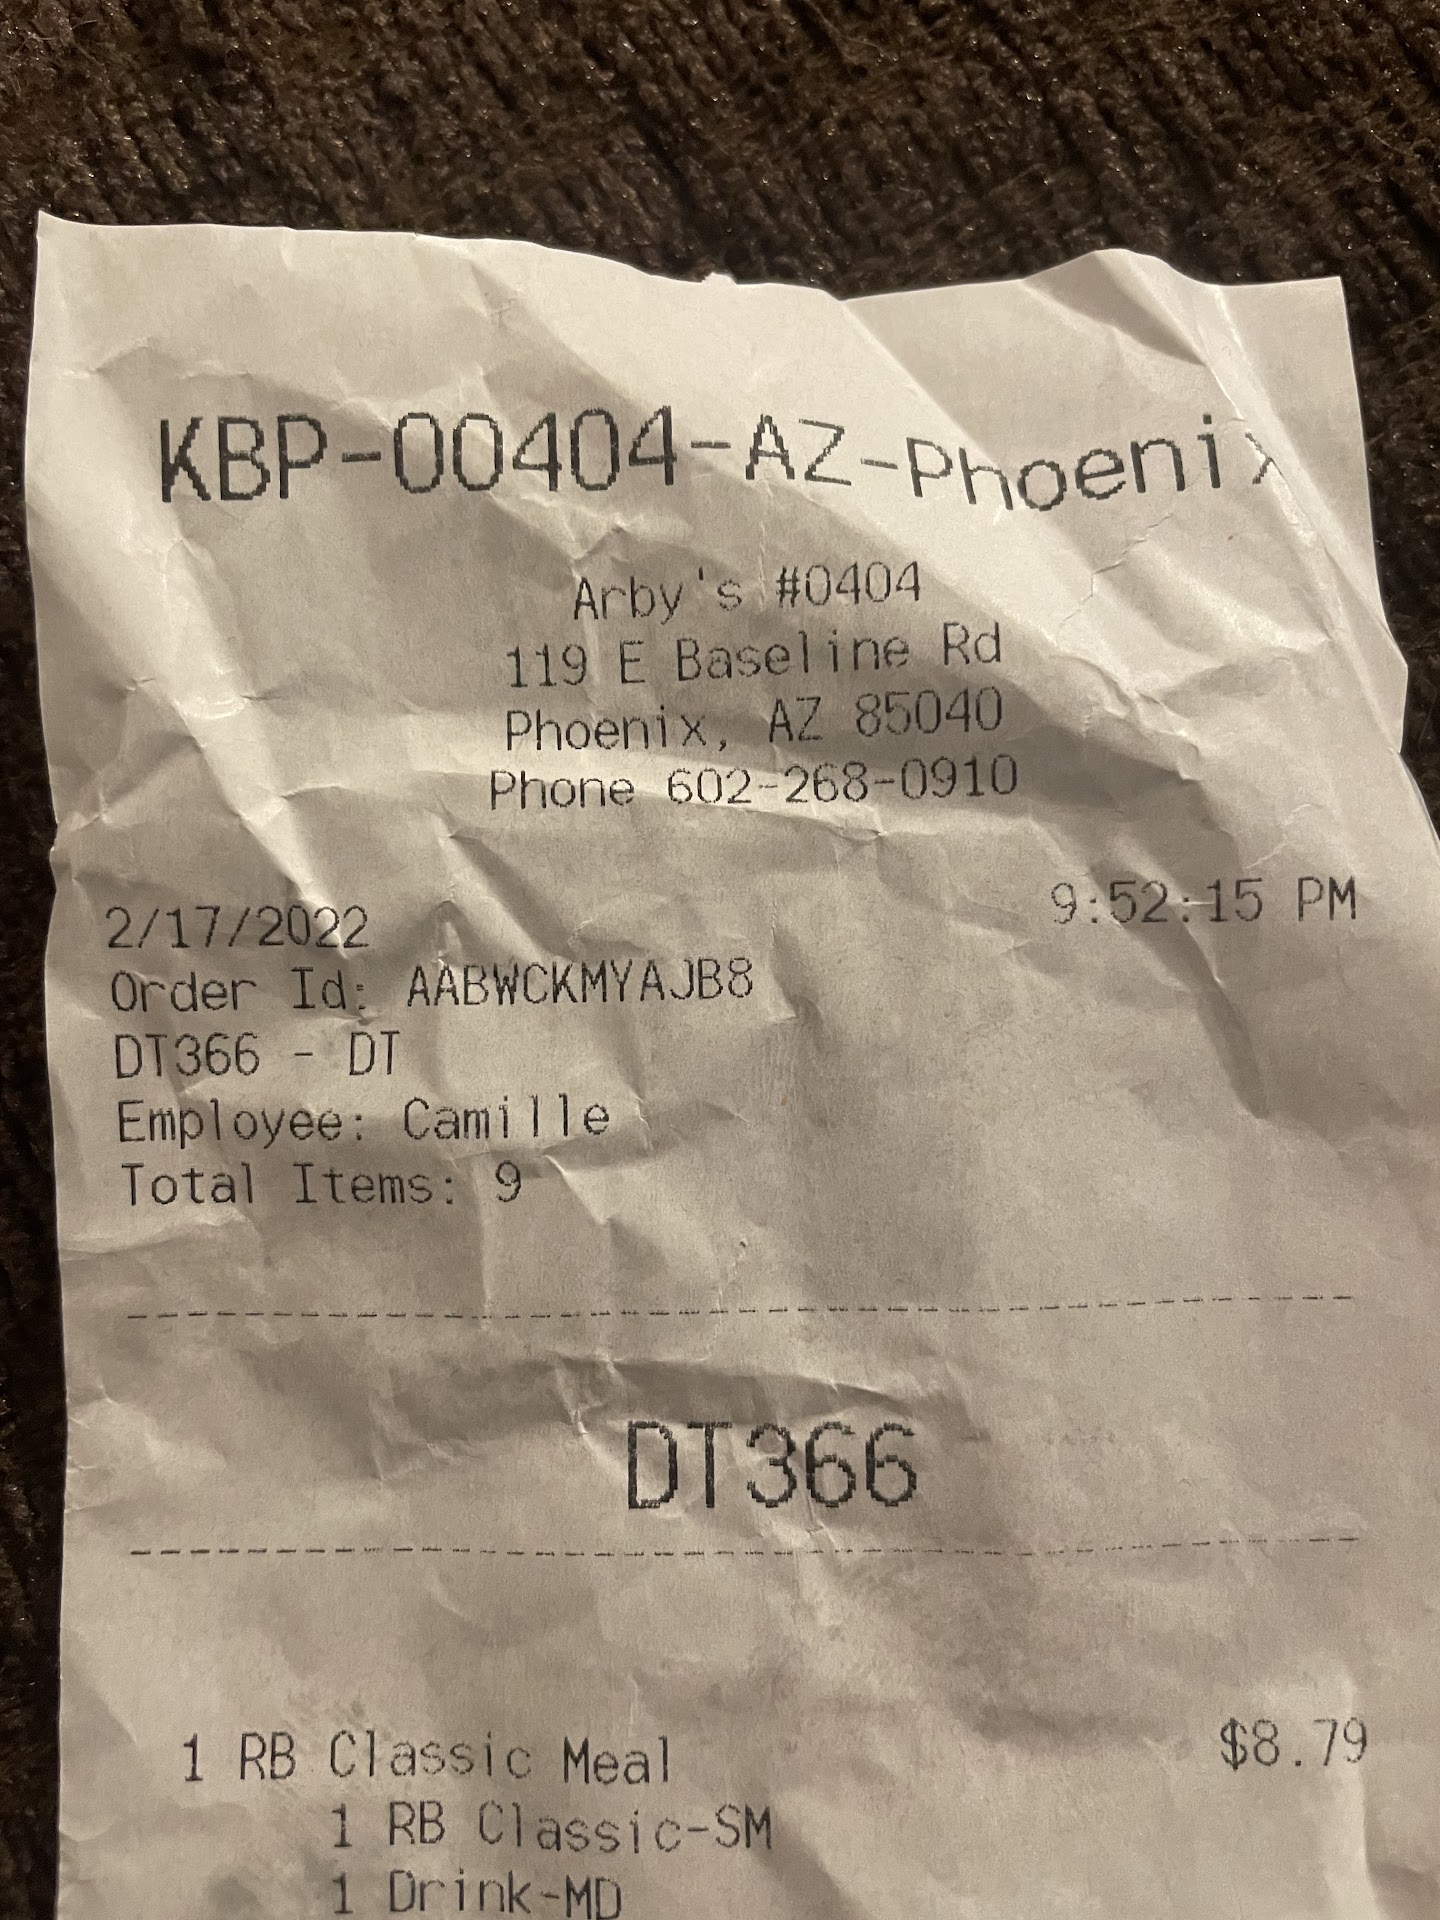 KBP-00404-AZ-Phoenix
Arby's #0404
119 E Baseline Rd
Phoenix, AZ 85040
Phone 602-268-0910
2/17/2022 9:52:15 PM
Order Id: AABWCKMYAJB8
DT366 - DT
Employee: Camille
Total Items: 9
DT366
1 RB Classic Meal $8.79
1 RB Classic-SM
1 Drink-MD